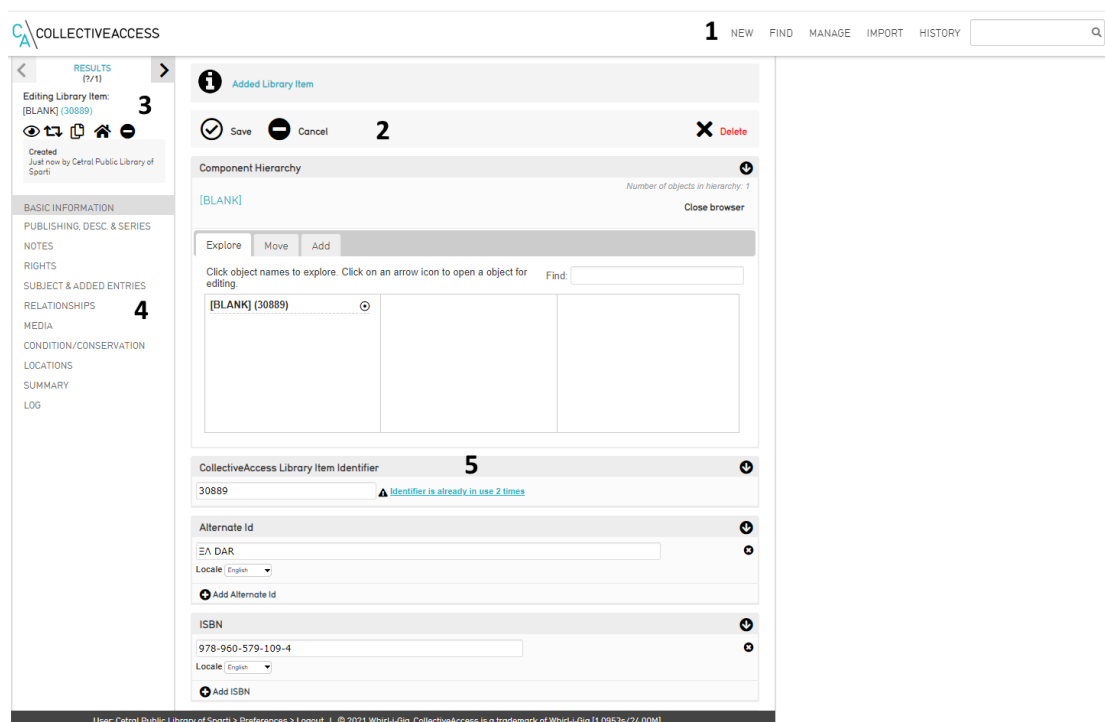 CA COLLECTIVEACCESS
1 NEW FIND MANAGE IMPORT HISTORY
RESULTS
(?/1)
Editing Library Item:
[BLANK] (30889)
3
Created
Just now by Cetral Public Library of
Sparti
BASIC INFORMATION
PUBLISHING, DESC. & SERIES
NOTES
RIGHTS
SUBJECT & ADDED ENTRIES
RELATIONSHIPS
4
MEDIA
CONDITION/CONSERVATION
LOCATIONS
SUMMARY
LOG
Added Library Item
Save Cancel 2 Delete
Component Hierarchy
Number of objects in hierarchy: 1
[BLANK]
Close browser
Explore Move Add
Click object names to explore. Click on an arrow icon to open a object for
editing.
Find:
[BLANK] (30889)
5
CollectiveAccess Library Item Identifier
30889 Identifier is already in use 2 times
Alternate Id
ΞΛ DAR
Locale English
Add Alternate Id
ISBN
978-960-579-109-4
Locale English
Add ISBN
User: Cetral Public Library of Sparti > Preferences > Logout | © 2021 Whirl-i-Gig, CollectiveAccess is a trademark of Whirl-i-Gig [1.0953s/24.00M]